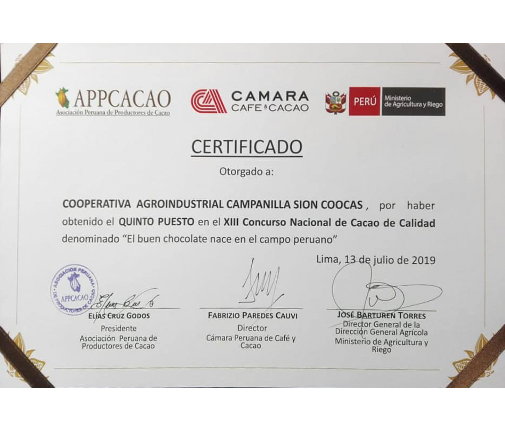 APPCACAO
Asociación Peruana de Productores de Cacao
CAMARA
CAFE & CACAO
PERÚ
Ministerio
de Agricultura y Riego
CERTIFICADO
Otorgado a:
COOPERATIVA AGROINDUSTRIAL CAMPANILLA SION COOCAS, por haber
obtenido el QUINTO PUESTO en el XIII Concurso Nacional de Cacao de Calidad
denominado "El buen chocolate nace en el campo peruano"
Lima, 13 de julio de 2019
APPCACAO
ELIAS CRUZ GODOS
Presidente
Asociación Peruana de
Productores de Cacao
FABRIZIO PAREDES CAUVI
Director
Cámara Peruana de Café y
Cacao
JOSÉ BARTUREN TORRES
Director General de la
Dirección General Agrícola
Ministerio de Agricultura y
Riego